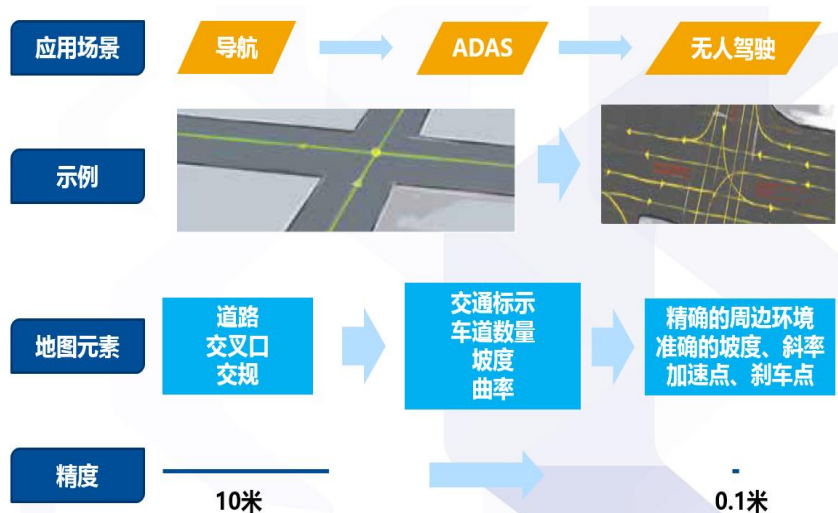 应用场景
导航
ADAS
无人驾驶
示例
地图元素
道路
交叉口
交规
交通标示
车道数量
坡度
曲率
精确的周边环境
准确的坡度、斜率
加速点、刹车点
精度
10米
0.1米